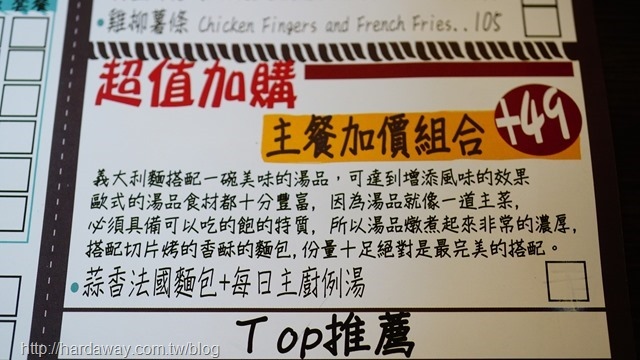 •雞柳薯條 Chicken Fingers and French Fries..105
超值加購
主餐加價組合 +49
義大利麵搭配一碗美味的湯品，可達到增添風味的效果
歐式的湯品食材都十分豐富，因為湯品就像一道主菜，
必須具備可以吃的飽的特質，所以湯品燉煮起來非常的濃厚，
搭配切片烤的香酥的麵包，份量十足絕對是最完美的搭配。
•蒜香法國麵包+每日主廚例湯
Top推薦
http://hardaway.com.tw/blog